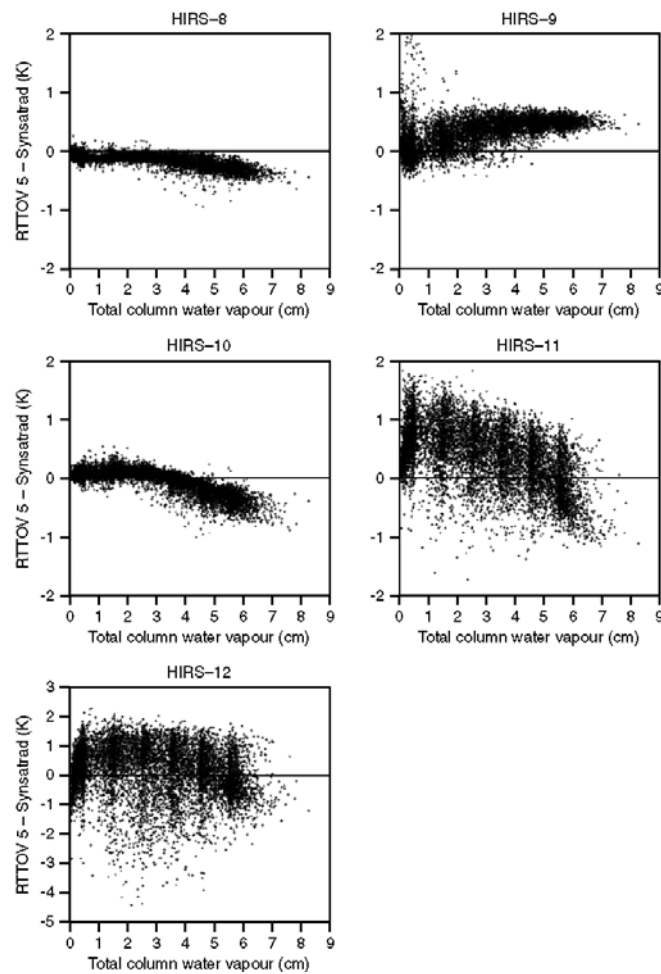 HIRS–8
RTTOV 5 – Synsatrad (K)
2
1
0
-1
-2
0 1 2 3 4 5 6 7 8 9
Total column water vapour (cm)
HIRS–9
RTTOV 5 – Synsatrad (K)
2
1
0
-1
-2
0 1 2 3 4 5 6 7 8 9
Total column water vapour (cm)
HIRS–10
RTTOV 5 – Synsatrad (K)
2
1
0
-1
-2
0 1 2 3 4 5 6 7 8 9
Total column water vapour (cm)
HIRS–11
RTTOV 5 – Synsatrad (K)
2
1
0
-1
-2
0 1 2 3 4 5 6 7 8 9
Total column water vapour (cm)
HIRS–12
RTTOV 5 – Synsatrad (K)
3
2
1
0
-1
-2
-3
-4
-5
0 1 2 3 4 5 6 7 8 9
Total column water vapour (cm)